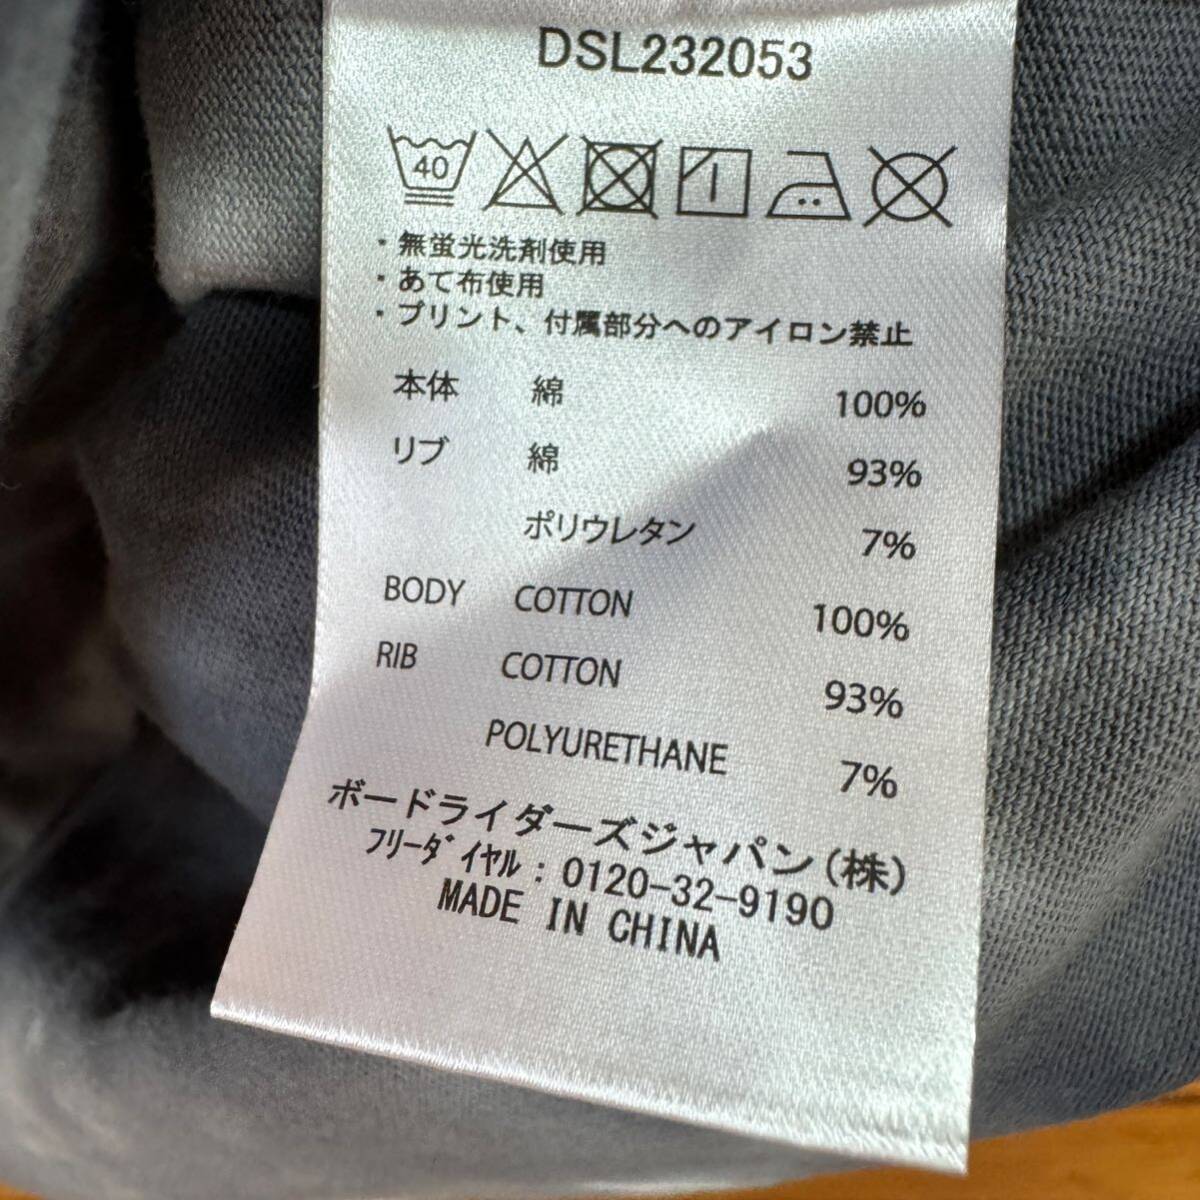 DSL232053
40
・無蛍光洗剤使用
・あて布使用
・プリント、付属部分へのアイロン禁止
本体 綿 100%
リブ 綿 93%
ポリウレタン 7%
BODY COTTON 100%
RIB COTTON 93%
POLYURETHANE 7%
ボードライダーズジャパン(株)
フリーダイヤル:0120-32-9190
MADE IN CHINA